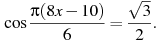 cos π(8x−10)/6 = √3/2.